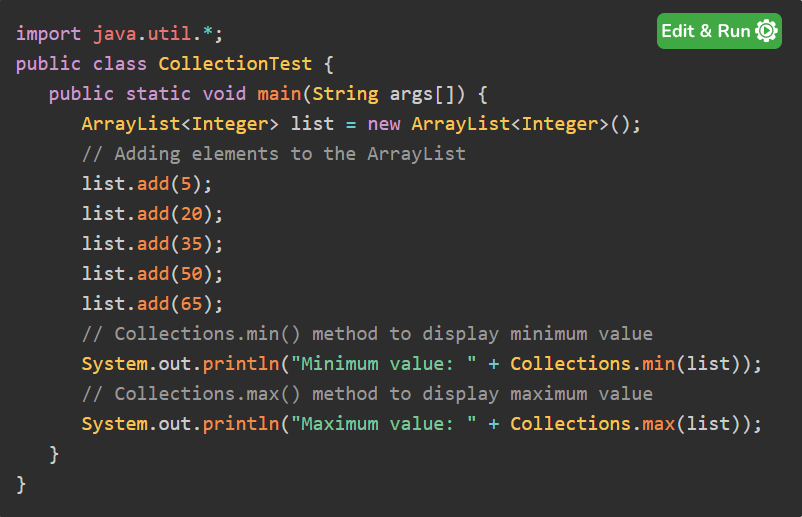 import java.util.*;
Edit & Run
public class CollectionTest {
   public static void main(String args[]) {
      ArrayList<Integer> list = new ArrayList<Integer>();
      // Adding elements to the ArrayList
      list.add(5);
      list.add(20);
      list.add(35);
      list.add(50);
      list.add(65);
      // Collections.min() method to display minimum value
      System.out.println("Minimum value: " + Collections.min(list));
      // Collections.max() method to display maximum value
      System.out.println("Maximum value: " + Collections.max(list));
   }
}